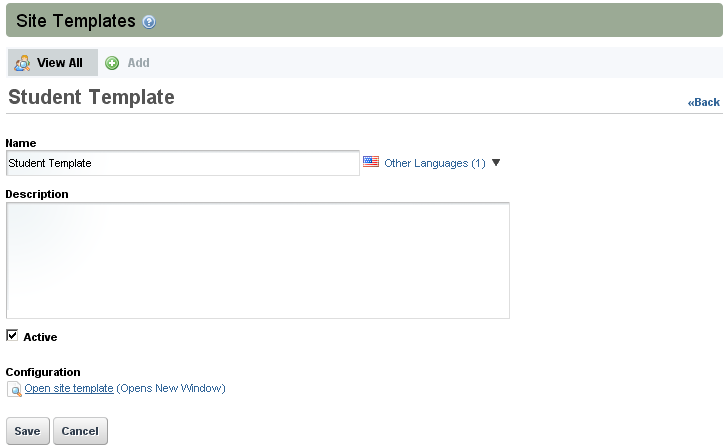 Site Templates ?
View All Add
Student Template
«Back
Name
Student Template Other Languages (1) ▼
Description
Active
Configuration
Open site template (Opens New Window)
Save Cancel